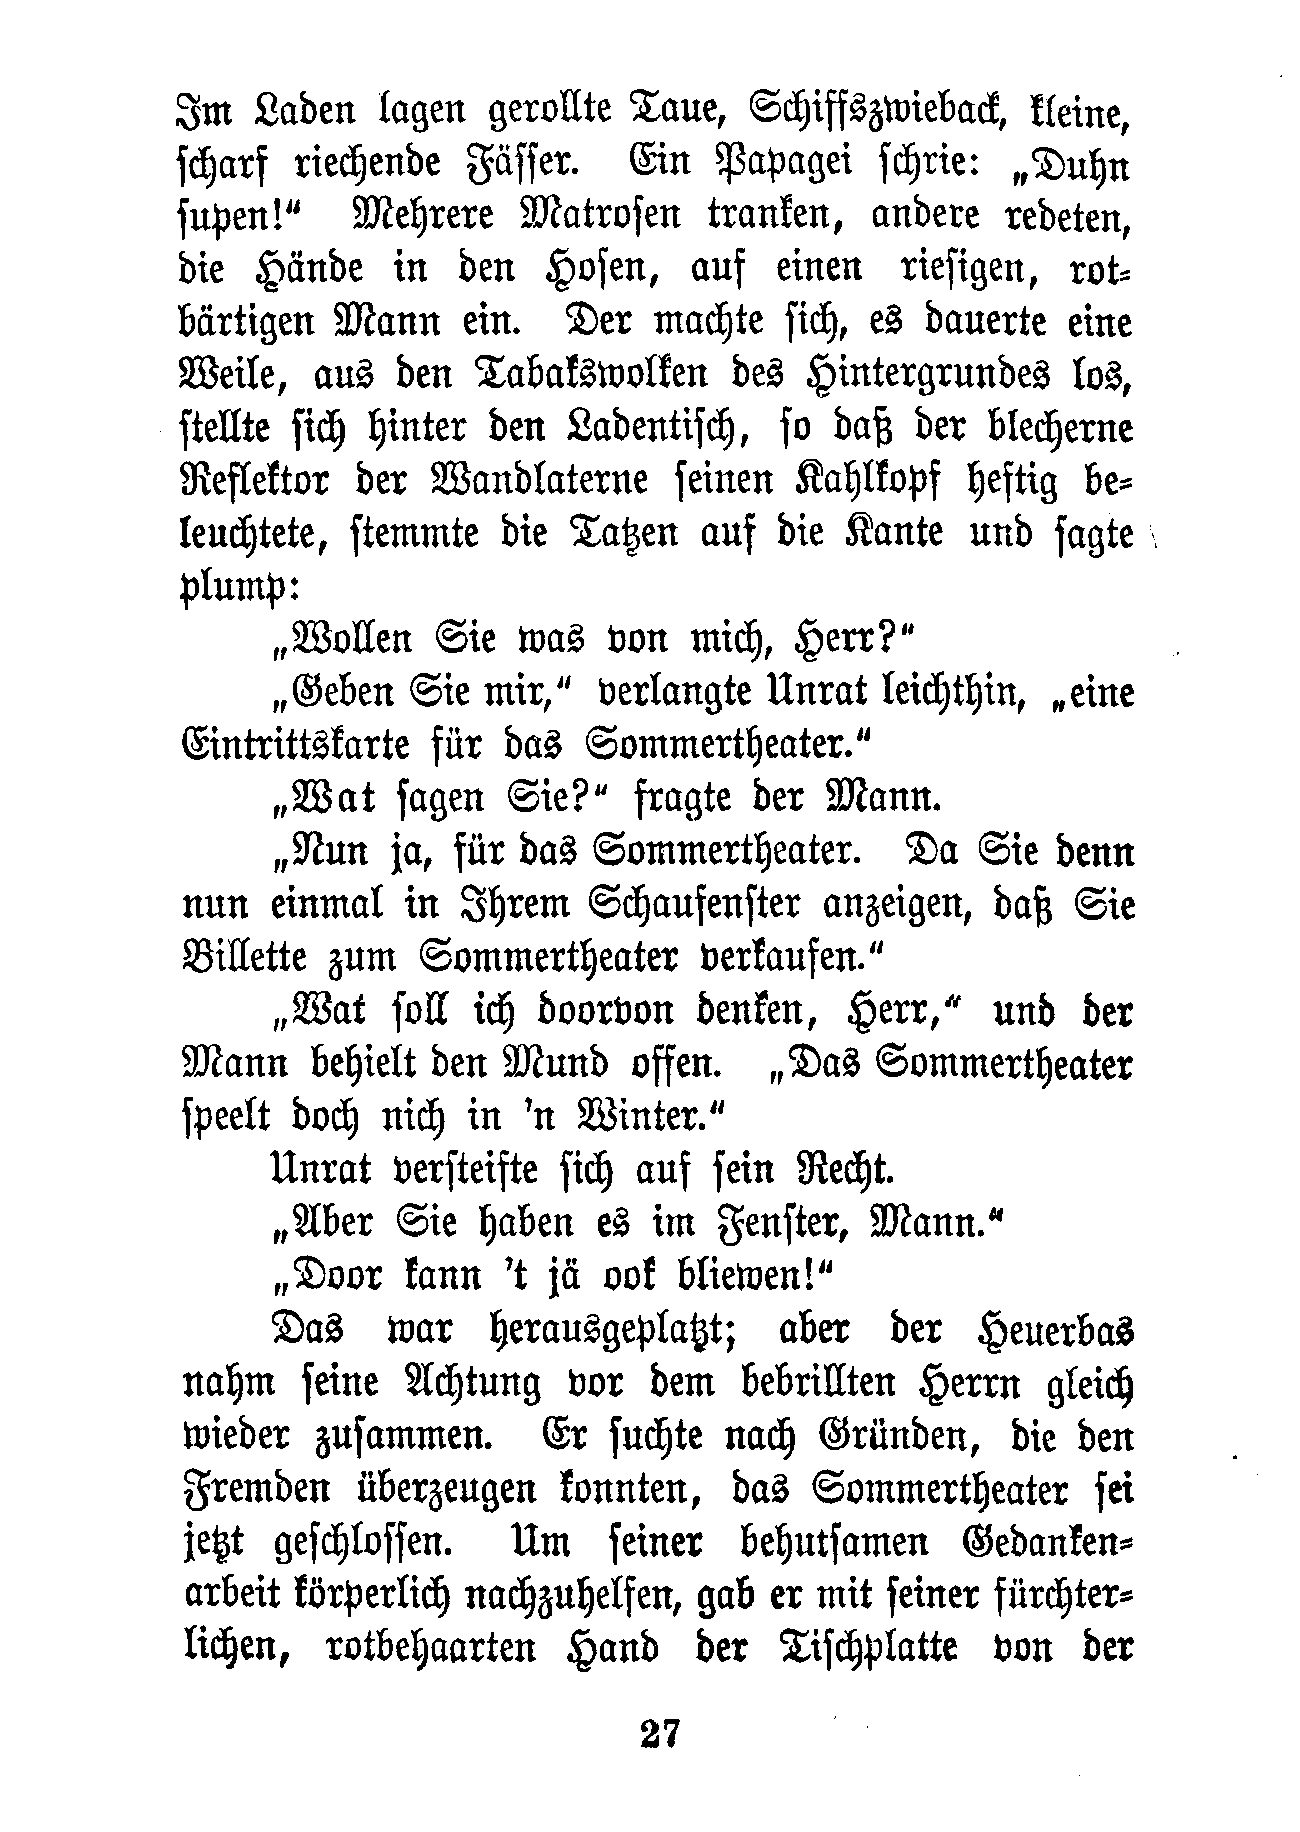 Im Laden lagen gerollte Taue, Schiffszwieback, kleine,
scharf riechende Fässer. Ein Papagei schrie: „Duhn
supen!“ Mehrere Matrosen tranken, andere redeten,
die Hände in den Hosen, auf einen riesigen, rot-
bärtigen Mann ein. Der machte sich, es dauerte eine
Weile, aus den Tabakswolken des Hintergrundes los,
stellte sich hinter den Ladentisch, so daß der blecherne
Reflektor der Wandlaterne seinen Kahlkopf heftig be-
leuchtete, stemmte die Tatzen auf die Kante und sagte
plump:
„Wollen Sie was von mich, Herr?“
„Geben Sie mir,“ verlangte Unrat leichthin, „eine
Eintrittskarte für das Sommertheater.“
„Wat sagen Sie?“ fragte der Mann.
„Nun ja, für das Sommertheater. Da Sie denn
nun einmal in Ihrem Schaufenster anzeigen, daß Sie
Billette zum Sommertheater verkaufen.“
„Wat soll ich doorvon denken, Herr,“ und der
Mann behielt den Mund offen. „Das Sommertheater
speelt doch nich in ’n Winter.“
Unrat versteifte sich auf sein Recht.
„Aber Sie haben es im Fenster, Mann.“
„Door kann ’t jä ook bliewen!“
Das war herausgeplatzt; aber der Heuerbas
nahm seine Achtung vor dem bebrillten Herrn gleich
wieder zusammen. Er suchte nach Gründen, die den
Fremden überzeugen konnten, das Sommertheater sei
jetzt geschlossen. Um seiner behutsamen Gedanken-
arbeit körperlich nachzuhelfen, gab er mit seiner fürchter-
lichen, rotbehaarten Hand der Tischplatte von der
27